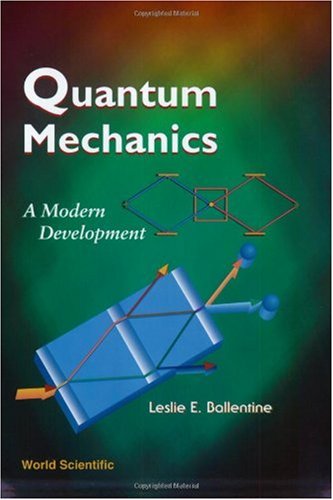 Quantum
Mechanics
A Modern
Development
Leslie E. Ballentine
World Scientific